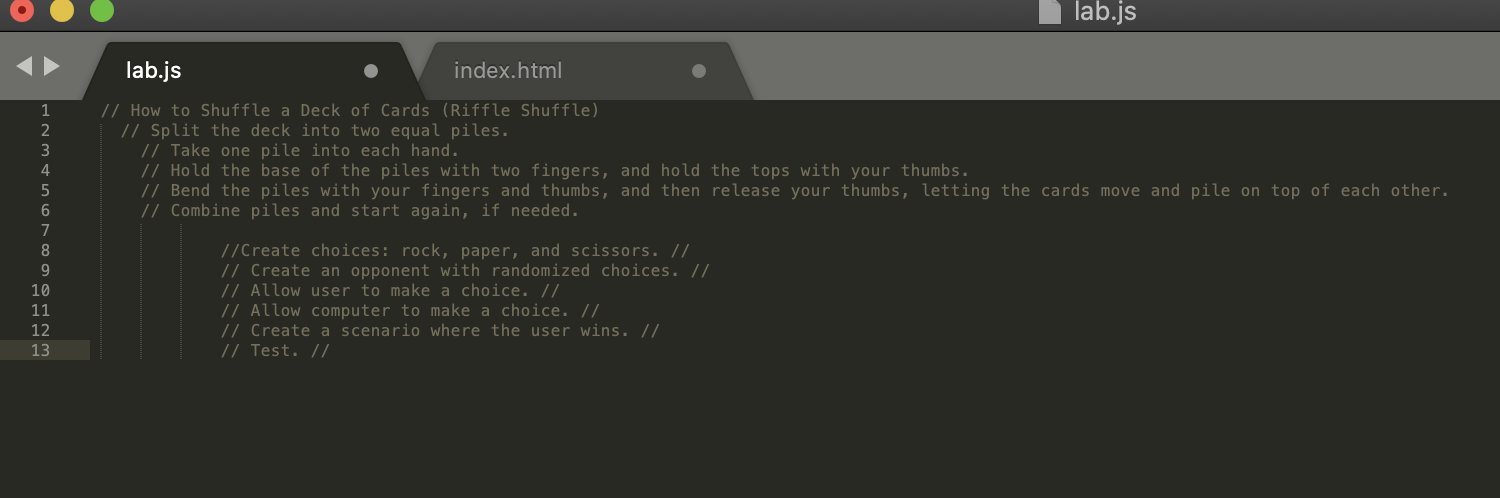 lab.js
lab.js
index.html
1 // How to Shuffle a Deck of Cards (Riffle Shuffle)
2 // Split the deck into two equal piles.
3 // Take one pile into each hand.
4 // Hold the base of the piles with two fingers, and hold the tops with your thumbs.
5 // Bend the piles with your fingers and thumbs, and then release your thumbs, letting the cards move and pile on top of each other.
6 // Combine piles and start again, if needed.
7
8 //Create choices: rock, paper, and scissors. //
9 // Create an opponent with randomized choices. //
10 // Allow user to make a choice. //
11 // Allow computer to make a choice. //
12 // Create a scenario where the user wins. //
13 // Test. //